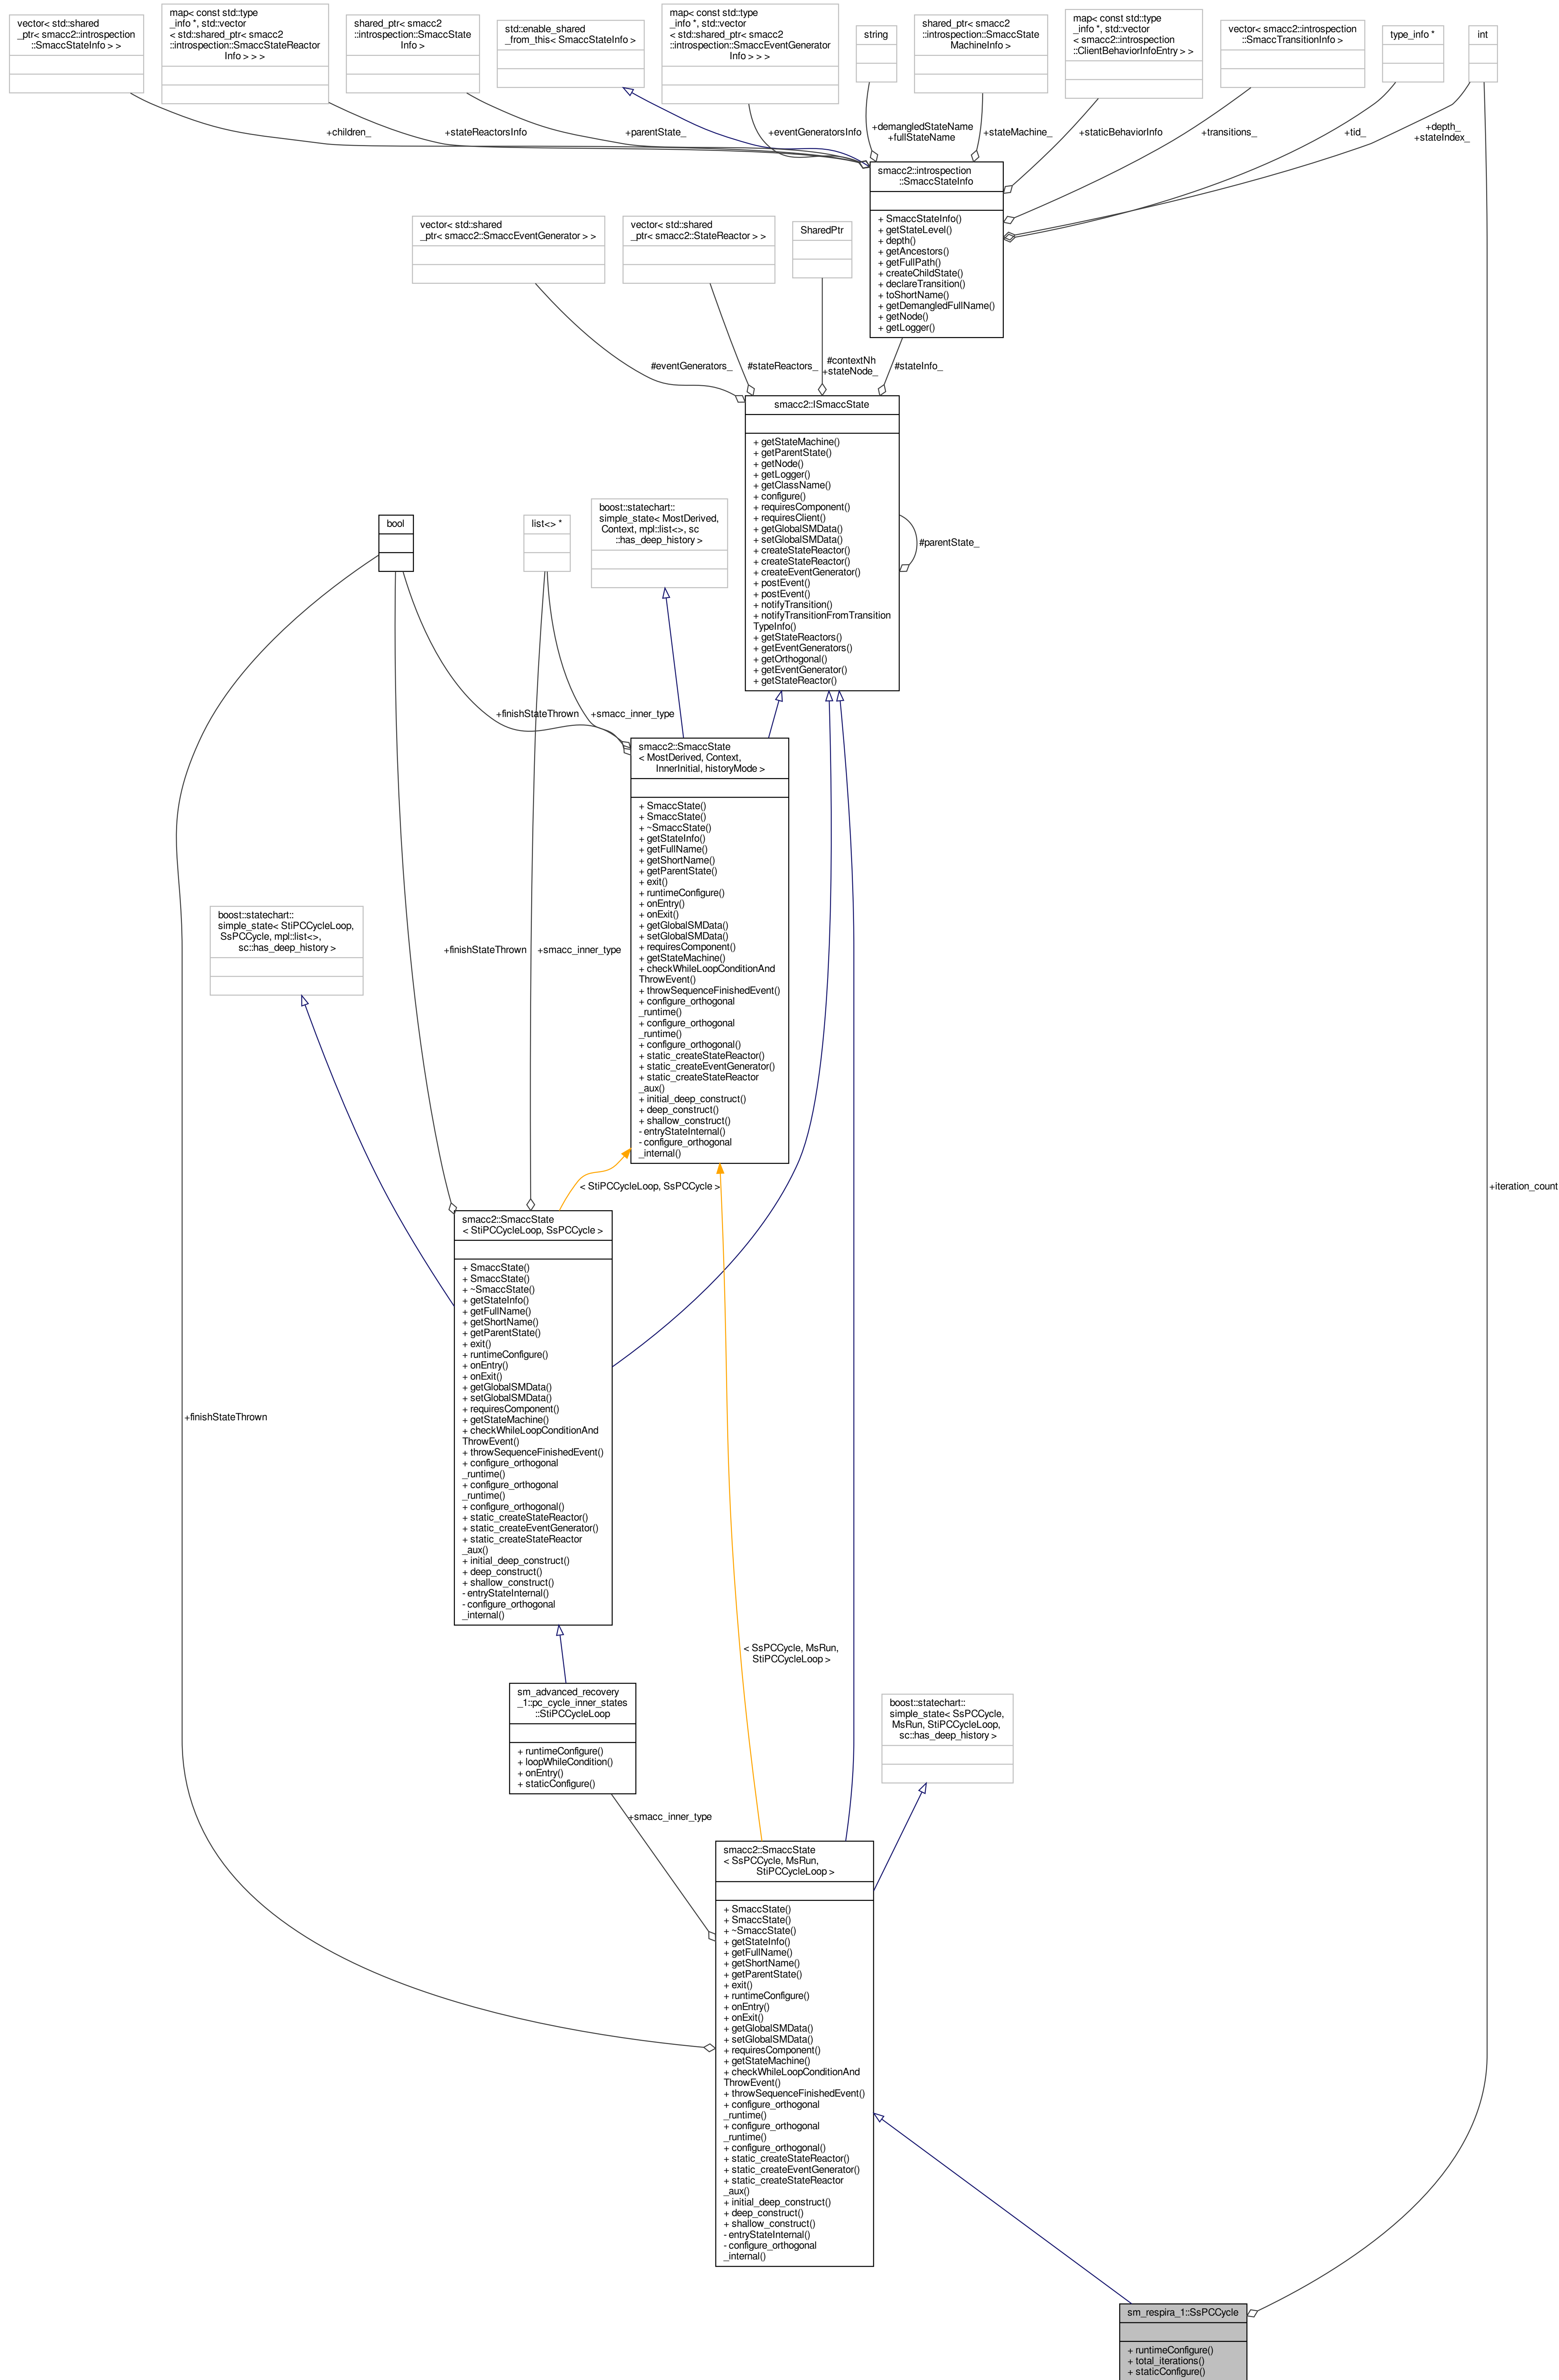 vector< std::shared
_ptr< smacc2::introspection
::SmaccStateInfo > >
map< const std::type
_info *, std::vector
< std::shared_ptr< smacc2
::introspection::SmaccStateReactor
Info > > >
shared_ptr< smacc2
::introspection::SmaccState
Info >
std::enable_shared
_from_this< SmaccStateInfo >
map< const std::type
_info *, std::vector
< std::shared_ptr< smacc2
::introspection::SmaccEventGenerator
Info > > >
string
shared_ptr< smacc2
::introspection::SmaccState
MachineInfo >
map< const std::type
_info *, std::vector
< smacc2::introspection
::ClientBehaviorInfoEntry > >
vector< smacc2::introspection
::SmaccTransitionInfo >
type_info *
int
+children_
+stateReactorsInfo
+parentState_
+eventGeneratorsInfo
+demangledStateName
+fullStateName
+stateMachine_
+staticBehaviorInfo
+transitions_
+tid_
+depth_
+stateIndex_
smacc2::introspection
::SmaccStateInfo
+ SmaccStateInfo()
+ getStateLevel()
+ depth()
+ getAncestors()
+ getFullPath()
+ createChildState()
+ declareTransition()
+ toShortName()
+ getDemangledFullName()
+ getNode()
+ getLogger()
vector< std::shared
_ptr< smacc2::SmaccEventGenerator > >
vector< std::shared
_ptr< smacc2::StateReactor > >
SharedPtr
#eventGenerators_
#stateReactors_
#contextNh
+stateNode_
#stateInfo_
smacc2::ISmaccState
+ getStateMachine()
+ getParentState()
+ getNode()
+ getLogger()
+ getClassName()
+ configure()
+ requiresComponent()
+ requiresClient()
+ getGlobalSMData()
+ setGlobalSMData()
+ createStateReactor()
+ createStateReactor()
+ createEventGenerator()
+ postEvent()
+ postEvent()
+ notifyTransition()
+ notifyTransitionFromTransition
TypeInfo()
+ getStateReactors()
+ getEventGenerators()
+ getOrthogonal()
+ getEventGenerator()
+ getStateReactor()
#parentState_
bool
list<> *
boost::statechart::
simple_state< MostDerived,
Context, mpl::list<>, sc
::has_deep_history >
+finishStateThrown
+smacc_inner_type
smacc2::SmaccState
< MostDerived, Context,
InnerInitial, historyMode >
+ SmaccState()
+ SmaccState()
+ ~SmaccState()
+ getStateInfo()
+ getFullName()
+ getShortName()
+ getParentState()
+ exit()
+ runtimeConfigure()
+ onEntry()
+ onExit()
+ getGlobalSMData()
+ setGlobalSMData()
+ requiresComponent()
+ getStateMachine()
+ checkWhileLoopConditionAnd
ThrowEvent()
+ throwSequenceFinishedEvent()
+ configure_orthogonal
_runtime()
+ configure_orthogonal
_runtime()
+ configure_orthogonal()
+ static_createStateReactor()
+ static_createEventGenerator()
+ static_createStateReactor
_aux()
+ initial_deep_construct()
+ deep_construct()
+ shallow_construct()
- entryStateInternal()
- configure_orthogonal
_internal()
boost::statechart::
simple_state< StiPCCycleLoop,
SsPCCycle, mpl::list<>,
sc::has_deep_history >
+finishStateThrown
+smacc_inner_type
< StiPCCycleLoop, SsPCCycle >
+iteration_count
smacc2::SmaccState
< StiPCCycleLoop, SsPCCycle >
+ SmaccState()
+ SmaccState()
+ ~SmaccState()
+ getStateInfo()
+ getFullName()
+ getShortName()
+ getParentState()
+ exit()
+ runtimeConfigure()
+ onEntry()
+ onExit()
+ getGlobalSMData()
+ setGlobalSMData()
+ requiresComponent()
+ getStateMachine()
+ checkWhileLoopConditionAnd
ThrowEvent()
+ throwSequenceFinishedEvent()
+ configure_orthogonal
_runtime()
+ configure_orthogonal
_runtime()
+ configure_orthogonal()
+ static_createStateReactor()
+ static_createEventGenerator()
+ static_createStateReactor
_aux()
+ initial_deep_construct()
+ deep_construct()
+ shallow_construct()
- entryStateInternal()
- configure_orthogonal
_internal()
+finishStateThrown
< SsPCCycle, MsRun,
StiPCCycleLoop >
sm_advanced_recovery
_1::pc_cycle_inner_states
::StiPCCycleLoop
+ runtimeConfigure()
+ loopWhileCondition()
+ onEntry()
+ staticConfigure()
boost::statechart::
simple_state< SsPCCycle,
MsRun, StiPCCycleLoop,
sc::has_deep_history >
+smacc_inner_type
smacc2::SmaccState
< SsPCCycle, MsRun,
StiPCCycleLoop >
+ SmaccState()
+ SmaccState()
+ ~SmaccState()
+ getStateInfo()
+ getFullName()
+ getShortName()
+ getParentState()
+ exit()
+ runtimeConfigure()
+ onEntry()
+ onExit()
+ getGlobalSMData()
+ setGlobalSMData()
+ requiresComponent()
+ getStateMachine()
+ checkWhileLoopConditionAnd
ThrowEvent()
+ throwSequenceFinishedEvent()
+ configure_orthogonal
_runtime()
+ configure_orthogonal
_runtime()
+ configure_orthogonal()
+ static_createStateReactor()
+ static_createEventGenerator()
+ static_createStateReactor
_aux()
+ initial_deep_construct()
+ deep_construct()
+ shallow_construct()
- entryStateInternal()
- configure_orthogonal
_internal()
sm_respira_1::SsPCCycle
+ runtimeConfigure()
+ total_iterations()
+ staticConfigure()